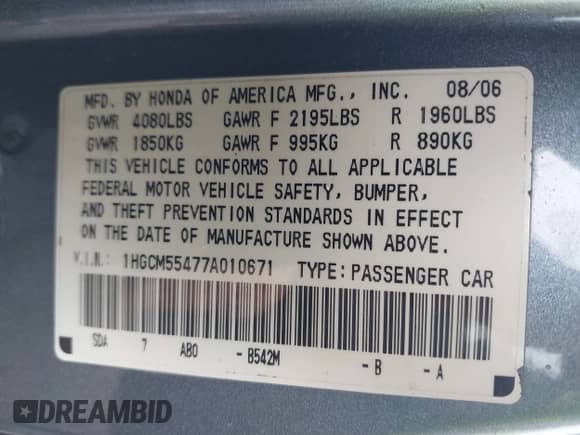 MFD. BY HONDA OF AMERICA MFG., INC. 08/06
GVWR 4080LBS GAWR F 2195LBS R 1960LBS
GVWR 1850KG GAWR F 995KG R 890KG
THIS VEHICLE CONFORMS TO ALL APPLICABLE
FEDERAL MOTOR VEHICLE SAFETY, BUMPER,
AND THEFT PREVENTION STANDARDS IN EFFECT
ON THE DATE OF MANUFACTURE SHOWN ABOVE.
V.I.N.: 1HGCM55477A010671 TYPE: PASSENGER CAR
SDA 7 AB0 - B542M - B - A
DREAMBID